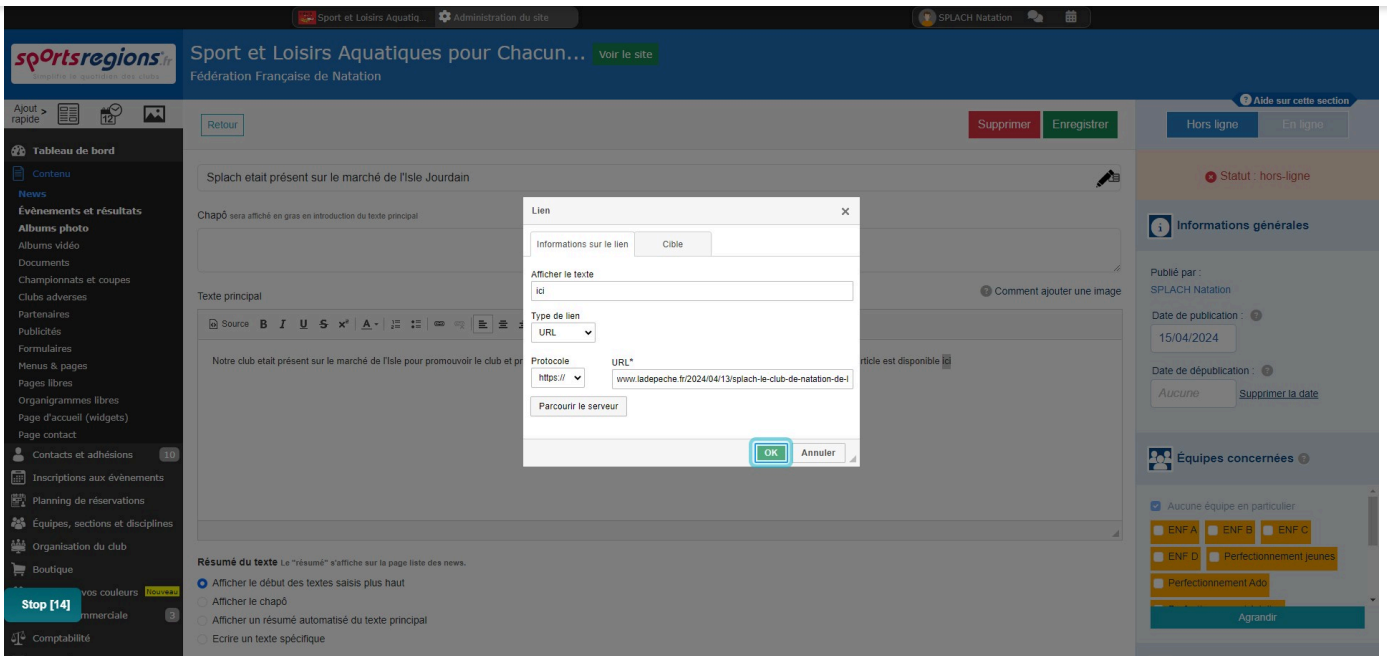 Sport et Loisirs Aquatiq...
Administration du site
SPLACH Natation
sportsregions.fr
Simplifie le quotidien des clubs
Sport et Loisirs Aquatiques pour Chacun...
Voir le site
Fédération Française de Natation
Ajout rapide >
12
Aide sur cette section
Retour
Supprimer
Enregistrer
Hors ligne
En ligne
Tableau de bord
Contenu
News
Évènements et résultats
Albums photo
Albums vidéo
Documents
Championnats et coupes
Clubs adverses
Partenaires
Publicités
Formulaires
Menus & pages
Pages libres
Organigrammes libres
Page d'accueil (widgets)
Page contact
Contacts et adhésions 10
Inscriptions aux évènements
Planning de réservations
Équipes, sections et disciplines
Organisation du club
Boutique
vos couleurs Nouveau
Stop [14]
mmerciale 3
Comptabilité
Splach etait présent sur le marché de l'Isle Jourdain
Chapô sera affiché en gras en introduction du texte principal
Texte principal
Comment ajouter une image
Source B I U S x² A
Notre club etait présent sur le marché de l'Isle pour promouvoir le club et pr
rticle est disponible ici
Lien
Informations sur le lien
Cible
Afficher le texte
ici
Type de lien
URL
Protocole
URL*
https://
www.ladepeche.fr/2024/04/13/splach-le-club-de-natation-de-l
Parcourir le serveur
OK
Annuler
Résumé du texte Le "résumé" s'affiche sur la page liste des news.
Afficher le début des textes saisis plus haut
Afficher le chapô
Afficher un résumé automatisé du texte principal
Ecrire un texte spécifique
Statut : hors-ligne
Informations générales
Publié par :
SPLACH Natation
Date de publication :
15/04/2024
Date de dépublication :
Aucune
Supprimer la date
Équipes concernées
Aucune équipe en particulier
ENF A
ENF B
ENF C
ENF D
Perfectionnement jeunes
Perfectionnement Ado
Agrandir